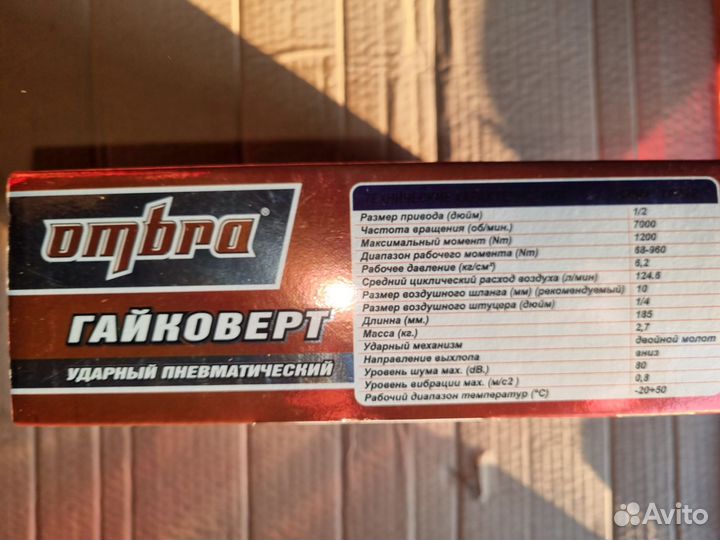 ombra®
ГАЙКОВЕРТ
УДАРНЫЙ ПНЕВМАТИЧЕСКИЙ
Размер привода (дюйм) 1/2
Частота вращения (об/мин.) 7000
Максимальный момент (Nm) 1200
Диапазон рабочего момента (Nm) 68-960
Рабочее давление (кг/см²) 6,2
Средний циклический расход воздуха (л/мин) 124.6
Размер воздушного шланга (мм) (рекомендуемый) 10
Размер воздушного штуцера (дюйм) 1/4
Длинна (мм.) 185
Масса (кг.) 2,7
Ударный механизм двойной молот
Направление выхлопа вниз
Уровень шума мах. (dB.) 80
Уровень вибрации мах. (м/с2 ) 0,8
Рабочий диапазон температур (°C) -20+50
Avito